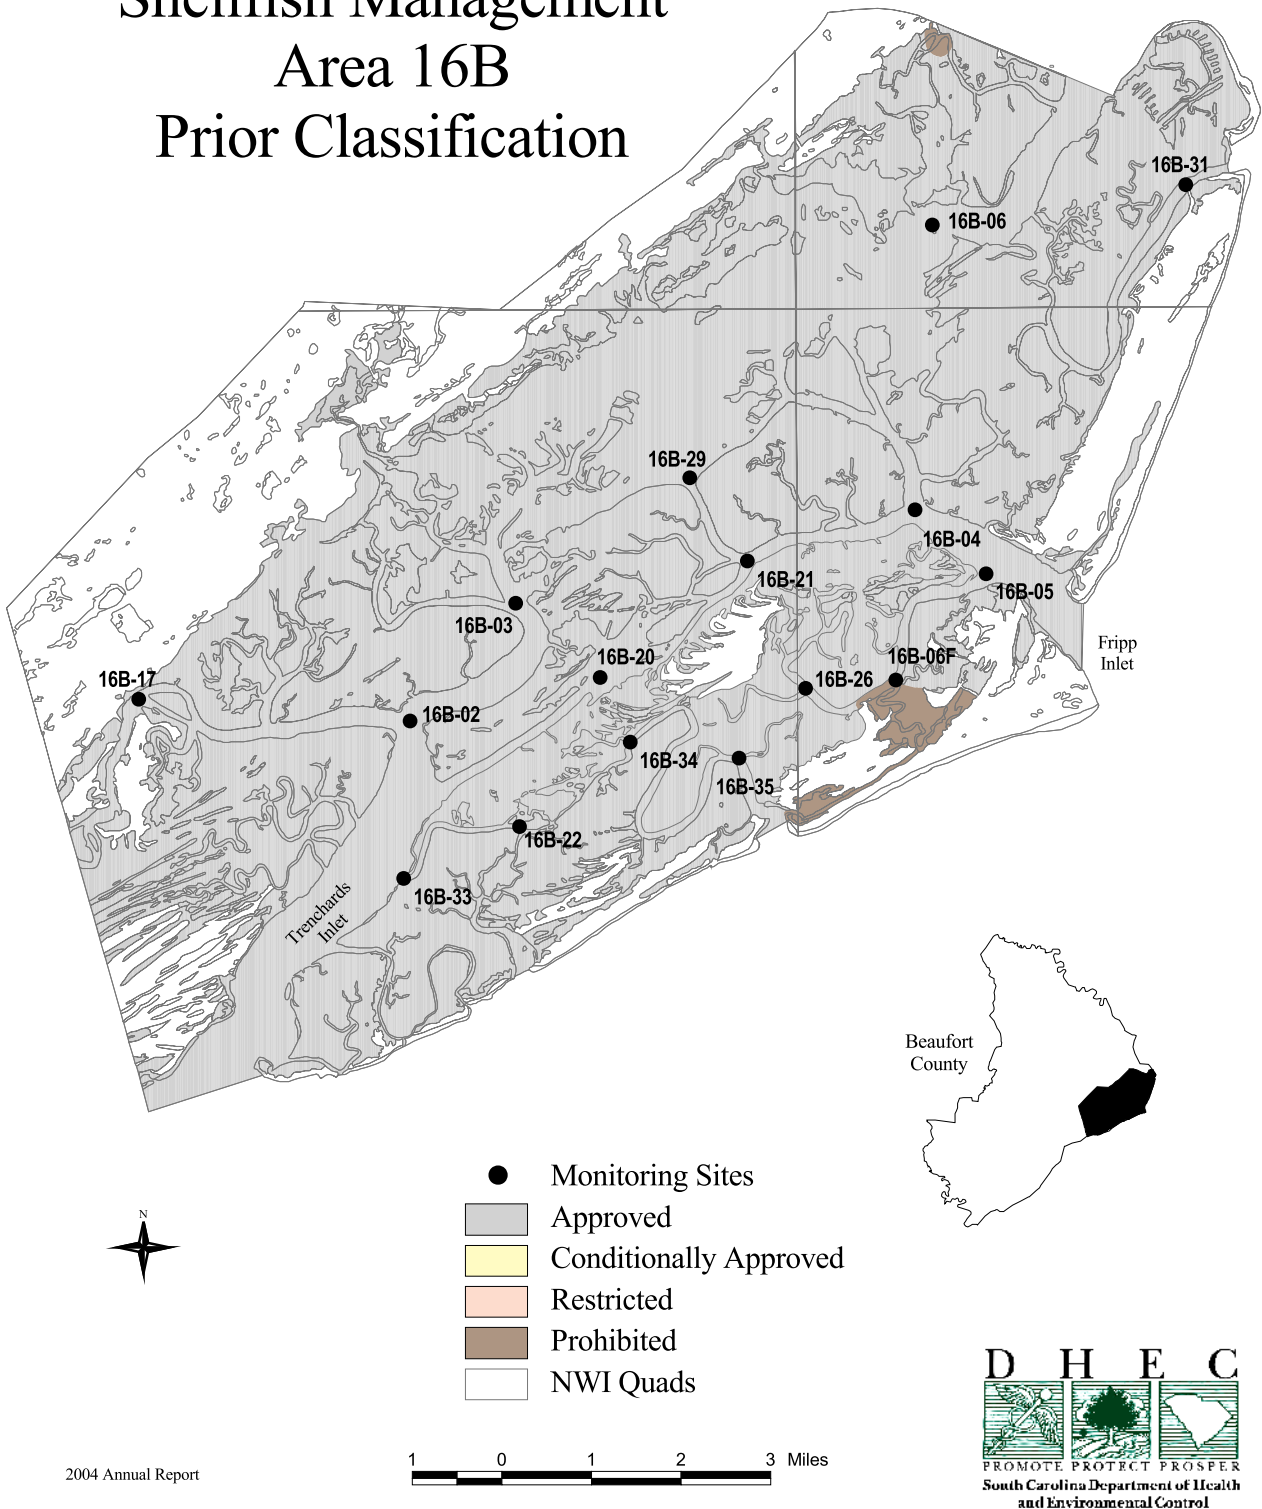 Shellfish Management
Area 16B
Prior Classification
16B-31
16B-06
16B-29
16B-04
16B-21
16B-05
16B-03
Fripp
Inlet
16B-20
16B-06F
16B-17
16B-26
16B-02
16B-34
16B-35
16B-22
16B-33
Trenchards
Inlet
Beaufort
County
Monitoring Sites
Approved
Conditionally Approved
Restricted
Prohibited
NWI Quads
N
1 0 1 2 3 Miles
2004 Annual Report
D H E C
PROMOTE PROTECT PROSPER
South Carolina Department of Health
and Environmental Control